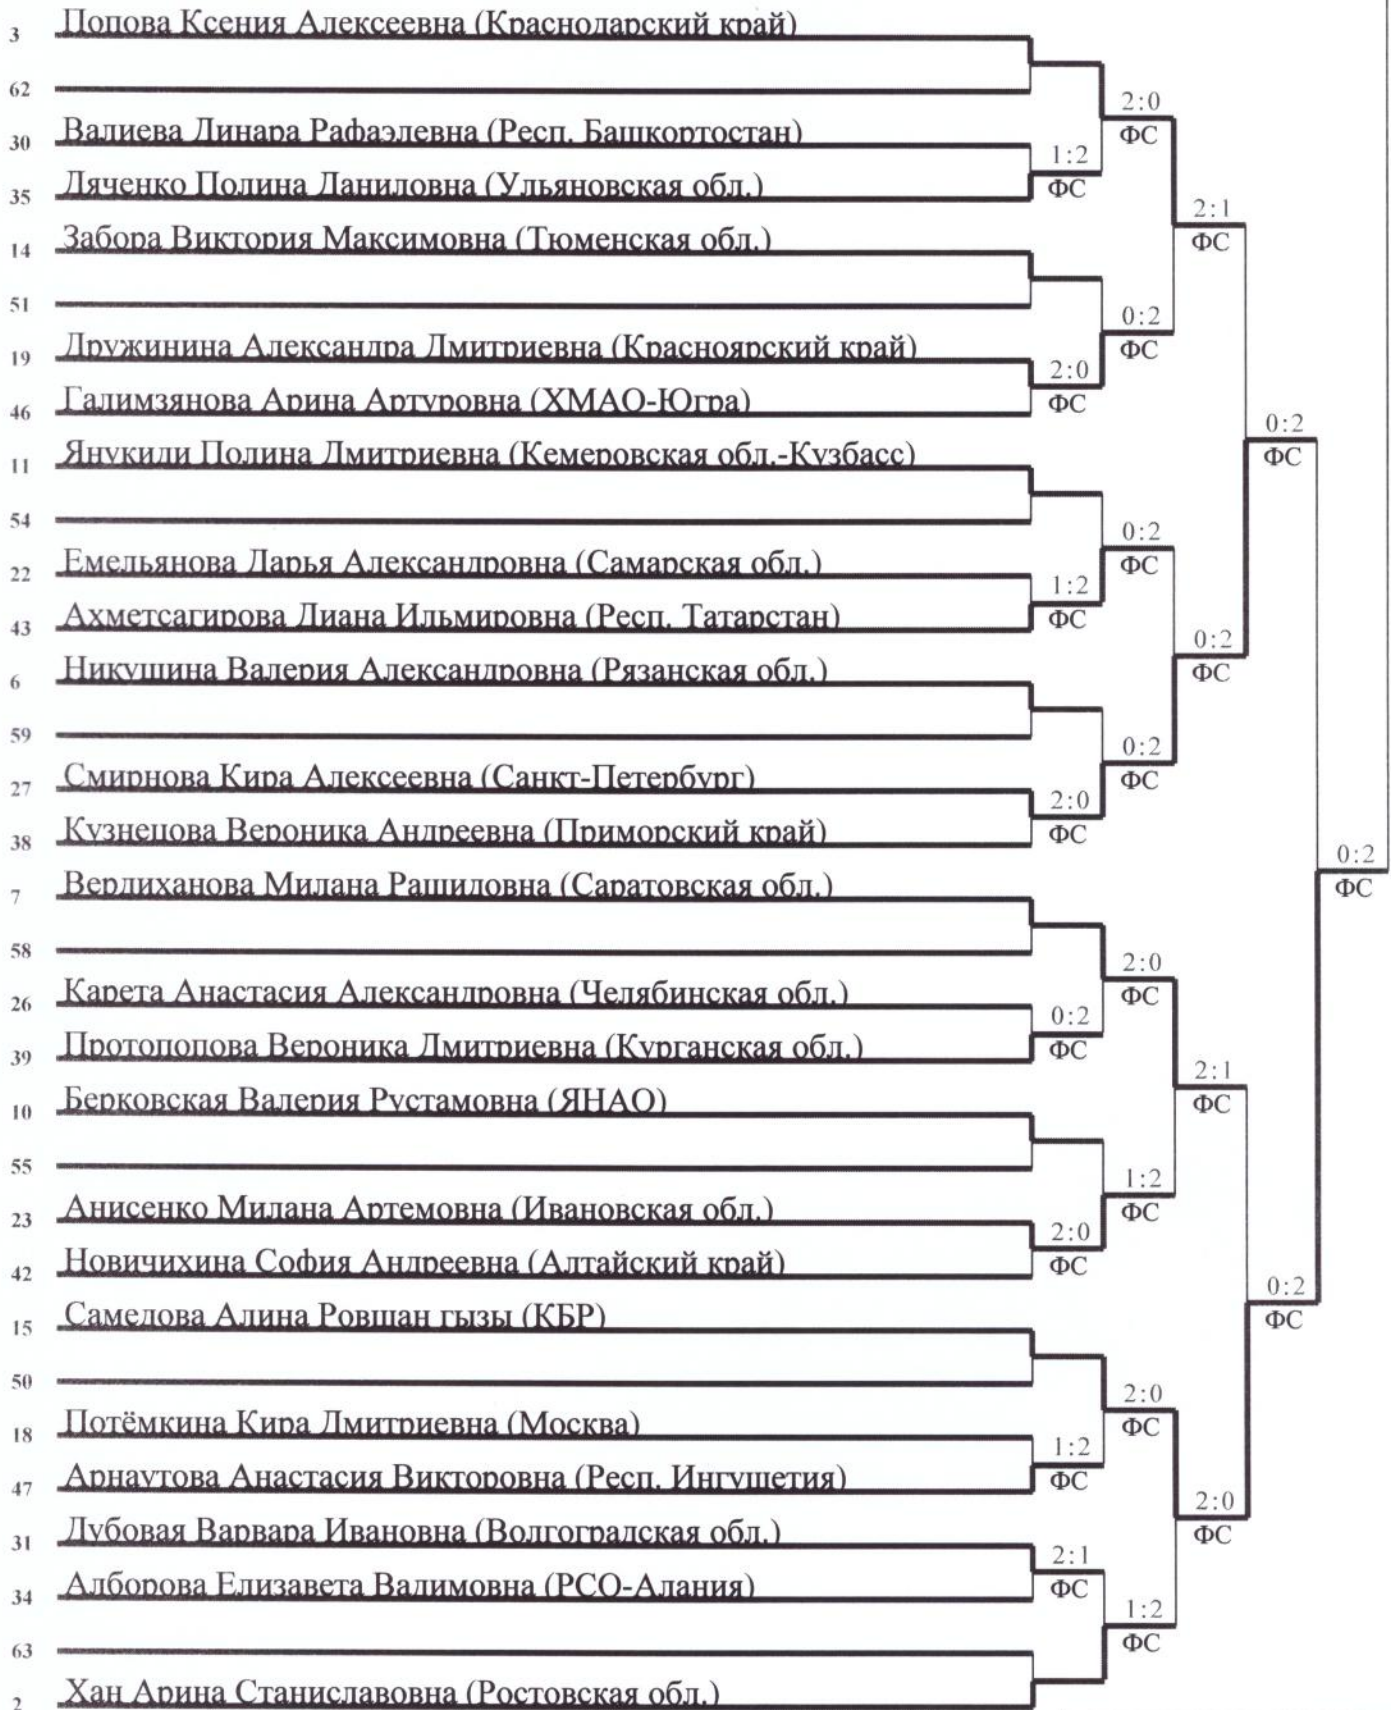 3 Попова Ксения Алексеевна (Краснодарский край)
62
2:0
30 Валиева Динара Рафаэлевна (Респ. Башкортостан)
ФС
1:2
35 Дяченко Полина Даниловна (Ульяновская обл.)
ФС
2:1
14 Забора Виктория Максимовна (Тюменская обл.)
ФС
51
0:2
19 Дружинина Александра Дмитриевна (Красноярский край)
ФС
2:0
46 Галимзянова Арина Артуровна (ХМАО-Югра)
ФС
0:2
11 Янукиди Полина Дмитриевна (Кемеровская обл.-Кузбасс)
ФС
54
0:2
22 Емельянова Дарья Александровна (Самарская обл.)
ФС
1:2
43 Ахметсагирова Диана Ильмировна (Респ. Татарстан)
ФС
0:2
6 Никушина Валерия Александровна (Рязанская обл.)
ФС
59
0:2
27 Смирнова Кира Алексеевна (Санкт-Петербург)
ФС
2:0
38 Кузнецова Вероника Андреевна (Приморский край)
ФС
0:2
7 Вердиханова Милана Рашидовна (Саратовская обл.)
ФС
58
2:0
26 Карета Анастасия Александровна (Челябинская обл.)
ФС
0:2
39 Протопопова Вероника Дмитриевна (Курганская обл.)
ФС
2:1
10 Берковская Валерия Рустамовна (ЯНАО)
ФС
55
1:2
23 Анисенко Милана Артемовна (Ивановская обл.)
ФС
2:0
42 Новичихина София Андреевна (Алтайский край)
ФС
0:2
15 Самедова Алина Ровшан гызы (КБР)
ФС
50
2:0
18 Потёмкина Кира Дмитриевна (Москва)
ФС
1:2
47 Арнаутова Анастасия Викторовна (Респ. Ингушетия)
ФС
2:0
31 Дубовая Варвара Ивановна (Волгоградская обл.)
ФС
2:1
34 Алборова Елизавета Вадимовна (РСО-Алания)
ФС
1:2
63
ФС
2 Хан Арина Станиславовна (Ростовская обл.)